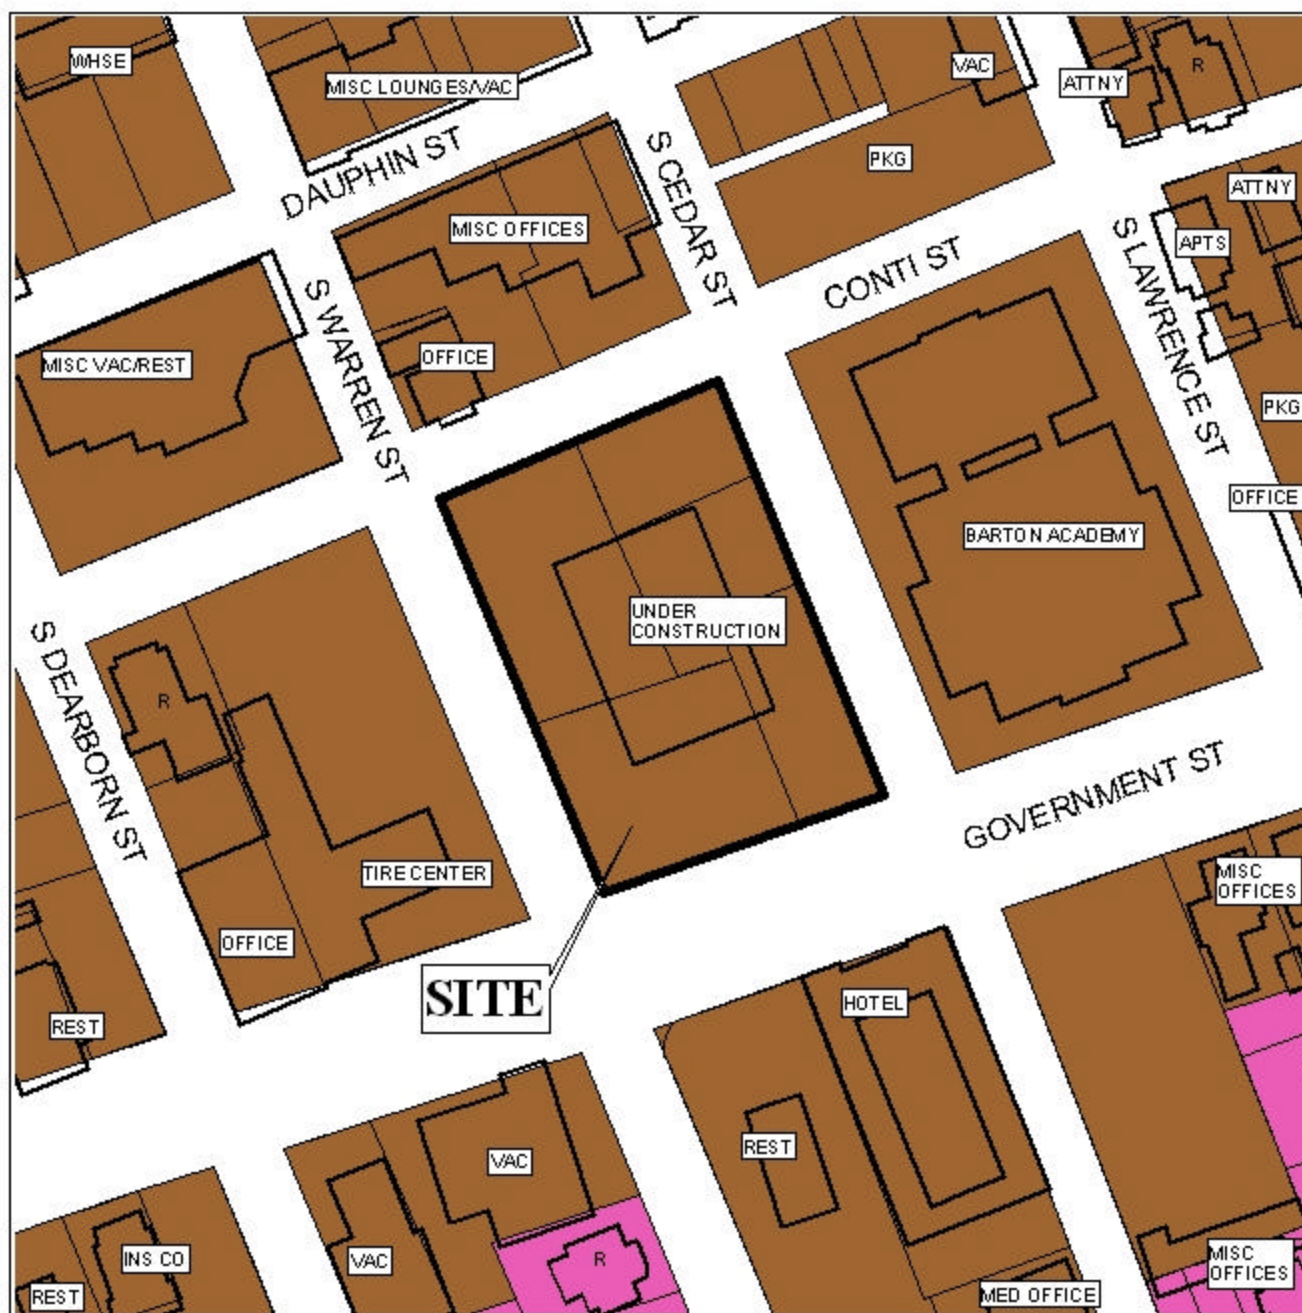 WHSE
MISC LOUNGES/VAC
VAC
ATTNY
R
DAUPHIN ST
S CEDAR ST
PKG
ATTNY
MISC OFFICES
APTS
S WARREN ST
CONTI ST
S LAWRENCE ST
MISC VAC/REST
OFFICE
PKG
OFFICE
BARTON ACADEMY
UNDER
CONSTRUCTION
S DEARBORN ST
R
GOVERNMENT ST
TIRE CENTER
MISC
OFFICES
OFFICE
SITE
HOTEL
REST
REST
VAC
INS CO
VAC
R
MISC
OFFICES
REST
MED OFFICE